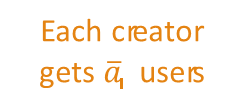 Each creator
gets ā₁ users